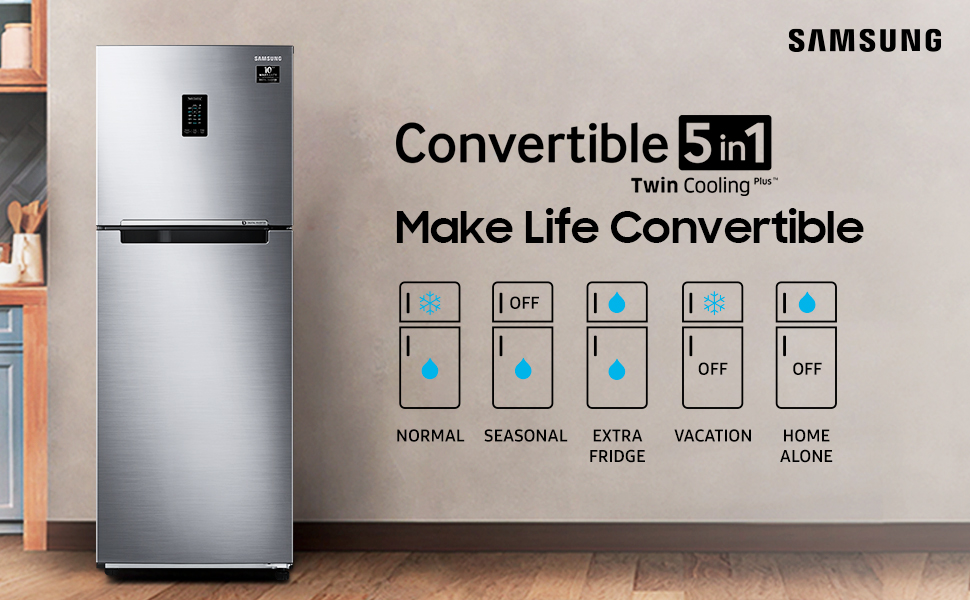 SAMSUNG
SAMSUNG
10
Convertible 5in1
Twin Cooling Plus™
Make Life Convertible
OFF
OFF
OFF
NORMAL
SEASONAL
EXTRA
FRIDGE
VACATION
HOME
ALONE